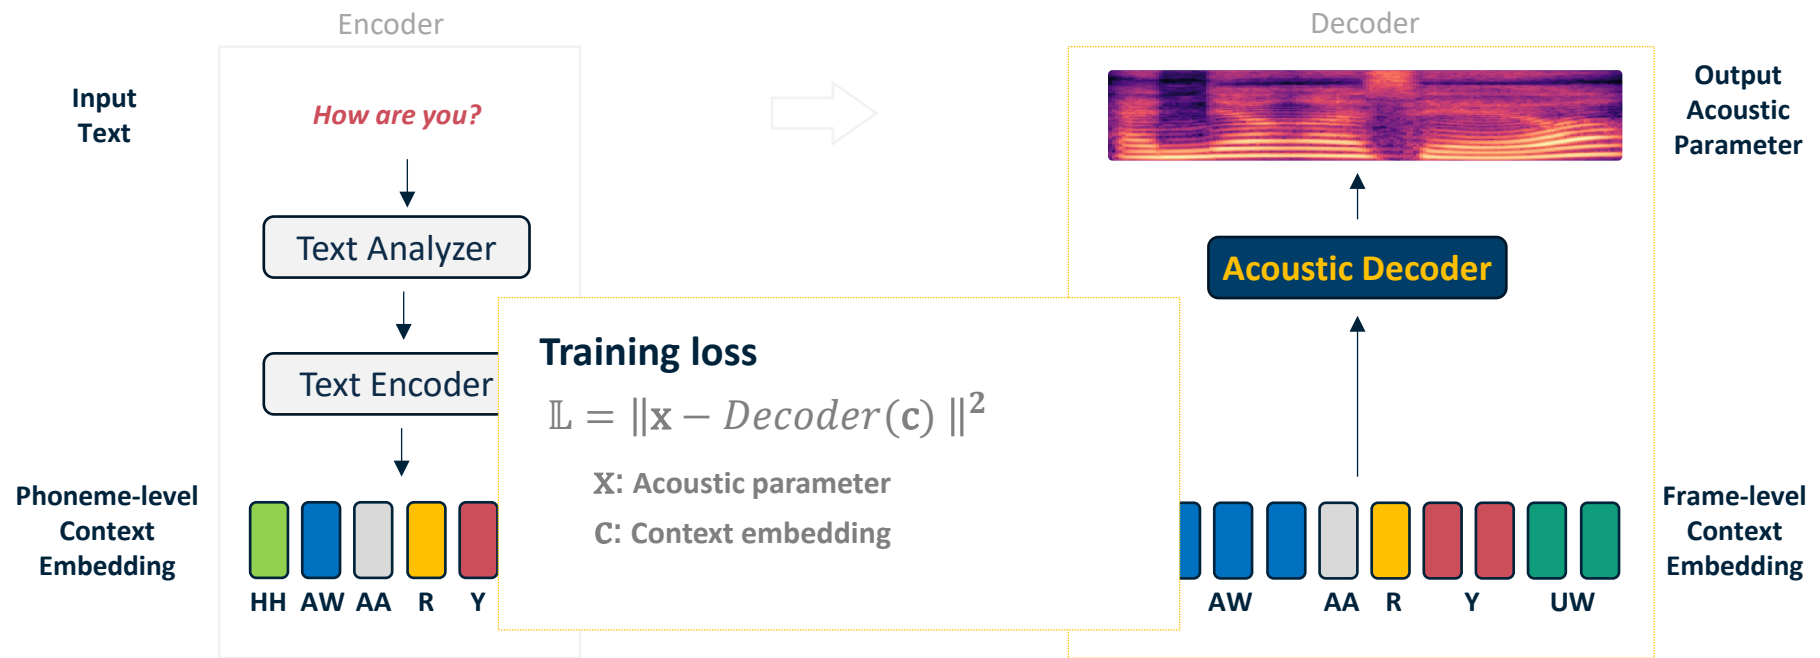 Encoder
Decoder
Input
Text
How are you?
Output
Acoustic
Parameter
Text Analyzer
Acoustic Decoder
Text Encoder
Training loss
𝕃 = ‖x − Decoder(c) ‖²
x: Acoustic parameter
c: Context embedding
Phoneme-level
Context
Embedding
HH AW AA R Y
Frame-level
Context
Embedding
AW AA R Y UW